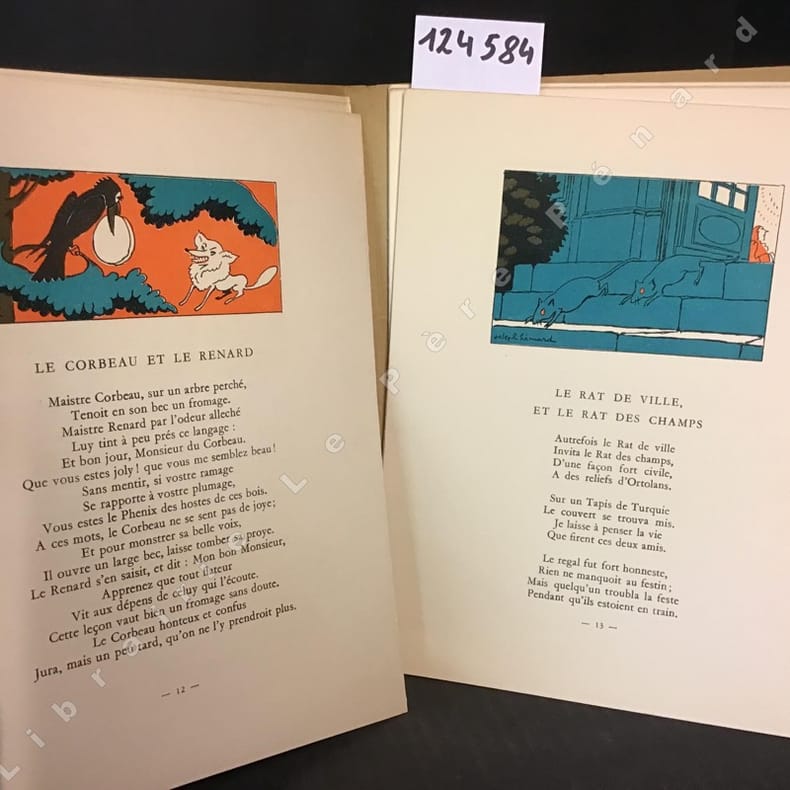 124584
LE CORBEAU ET LE RENARD
Maistre Corbeau, sur un arbre perché,
Tenoit en son bec un fromage.
Maistre Renard par l'odeur alleché
Luy tint à peu prés ce langage :
Et bon jour, Monsieur du Corbeau.
Que vous estes joly! que vous me semblez beau!
Sans mentir, si vostre ramage
Se rapporte à vostre plumage,
Vous estes le Phenix des hostes de ces bois.
A ces mots, le Corbeau ne se sent pas de joye;
Et pour monstrer sa belle voix,
Il ouvre un large bec, laisse tomber sa proye.
Le Renard s'en saisit, et dit : Mon bon Monsieur,
Apprenez que tout flateur
Vit aux dépens de celuy qui l'écoute.
Cette leçon vaut bien un fromage sans doute.
Le Corbeau honteux et confus
Jura, mais un peu tard, qu'on ne l'y prendroit plus.
— 12 —
LE RAT DE VILLE,
ET LE RAT DES CHAMPS
Autrefois le Rat de ville
Invita le Rat des champs,
D'une façon fort civile,
A des reliefs d'Ortolans.
Sur un Tapis de Turquie
Le couvert se trouva mis.
Je laisse à penser la vie
Que firent ces deux amis.
Le regal fut fort honneste,
Rien ne manquoit au festin;
Mais quelqu'un troubla la feste
Pendant qu'ils estoient en train.
— 13 —
Librairie Le Père Pénard